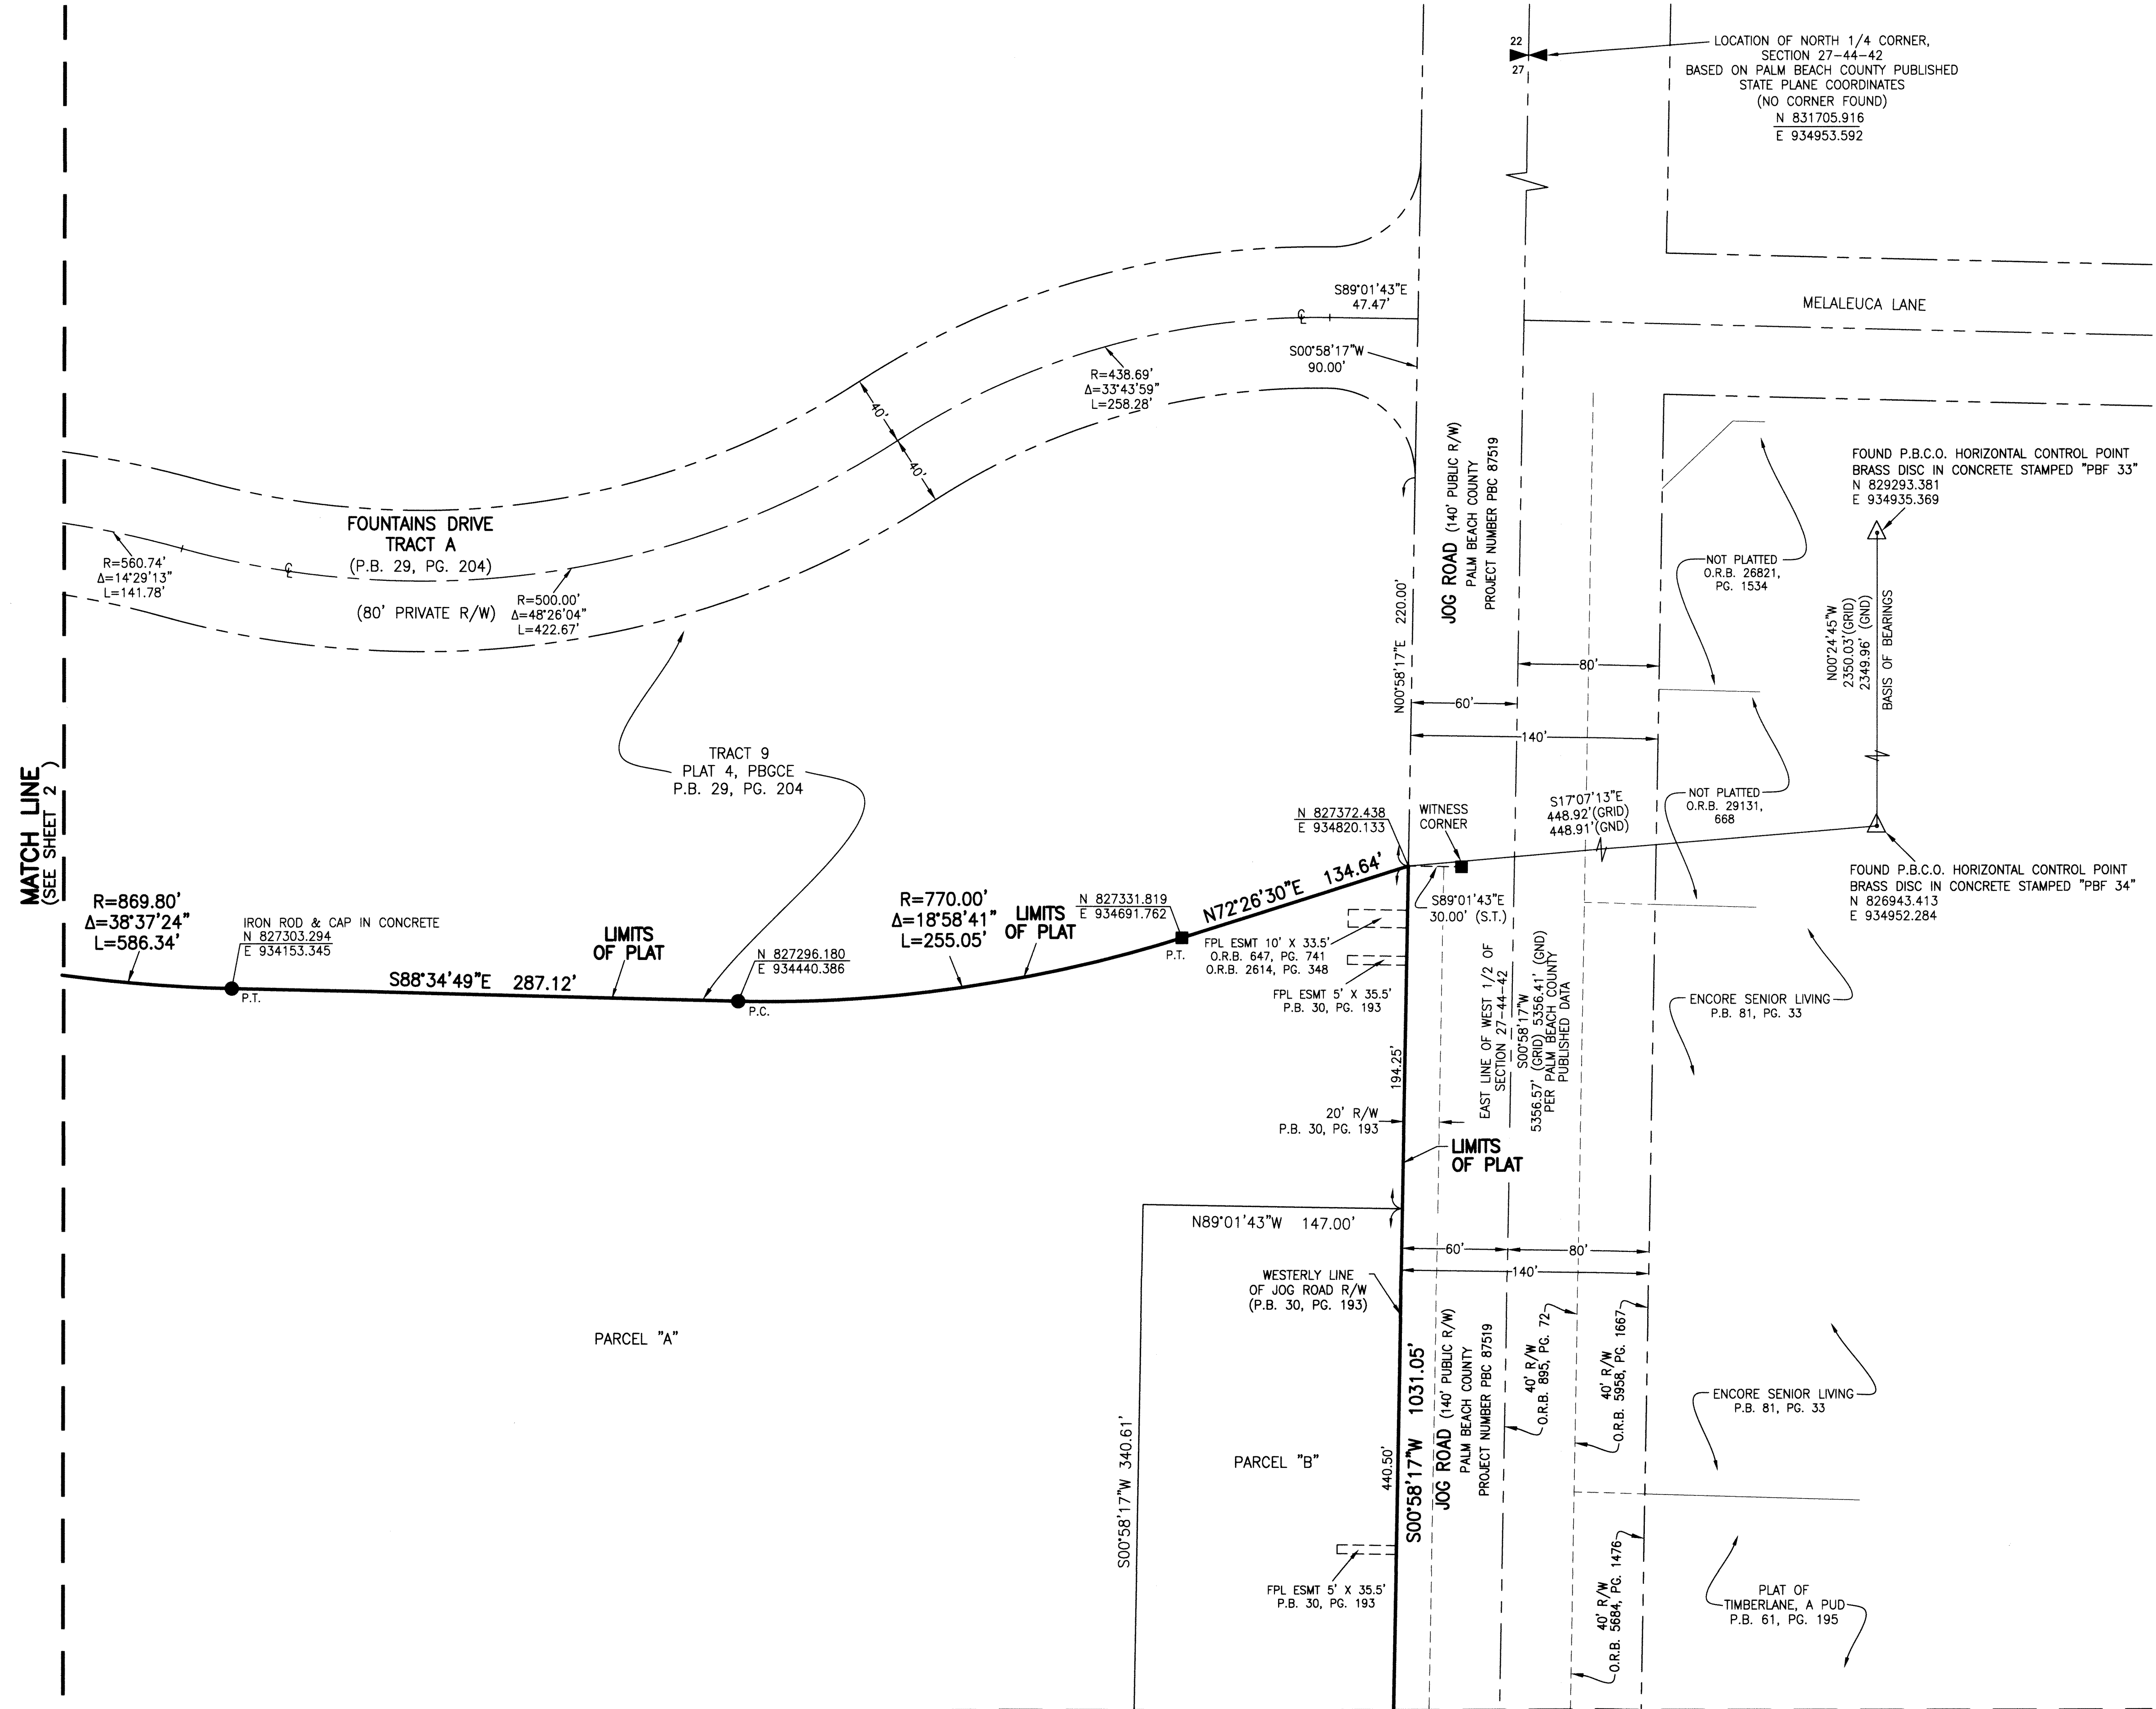 22
27
LOCATION OF NORTH 1/4 CORNER,
SECTION 27-44-42
BASED ON PALM BEACH COUNTY PUBLISHED
STATE PLANE COORDINATES
(NO CORNER FOUND)
N 831705.916
E 934953.592
MELALEUCA LANE
S89°01'43"E
47.47'
S00°58'17"W
90.00'
R=438.69'
Δ=33°43'59"
L=258.28'
40'
40'
FOUNTAINS DRIVE
TRACT A
(P.B. 29, PG. 204)
(80' PRIVATE R/W)
R=560.74'
Δ=14°29'13"
L=141.78'
R=500.00'
Δ=48°26'04"
L=422.67'
JOG ROAD (140' PUBLIC R/W)
PALM BEACH COUNTY
PROJECT NUMBER PBC 87519
N00°58'17"E 220.00'
FOUND P.B.C.O. HORIZONTAL CONTROL POINT
BRASS DISC IN CONCRETE STAMPED "PBF 33"
N 829293.381
E 934935.369
NOT PLATTED
O.R.B. 26821,
PG. 1534
N00°24'45"W
2350.03'(GRID)
2349.96' (GND)
BASIS OF BEARINGS
80'
60'
140'
TRACT 9
PLAT 4, PBGCE
P.B. 29, PG. 204
MATCH LINE
(SEE SHEET 2 )
N 827372.438
E 934820.133
WITNESS
CORNER
S17°07'13"E
448.92'(GRID)
448.91'(GND)
NOT PLATTED
O.R.B. 29131,
668
FOUND P.B.C.O. HORIZONTAL CONTROL POINT
BRASS DISC IN CONCRETE STAMPED "PBF 34"
N 826943.413
E 934952.284
R=869.80'
Δ=38°37'24"
L=586.34'
IRON ROD & CAP IN CONCRETE
N 827303.294
E 934153.345
P.T.
S88°34'49"E 287.12'
LIMITS
OF PLAT
N 827296.180
E 934440.386
P.C.
R=770.00'
Δ=18°58'41"
L=255.05'
LIMITS
OF PLAT
N 827331.819
E 934691.762
P.T.
N72°26'30"E 134.64'
S89°01'43"E
30.00' (S.T.)
FPL ESMT 10' X 33.5'
O.R.B. 647, PG. 741
O.R.B. 2614, PG. 348
FPL ESMT 5' X 35.5'
P.B. 30, PG. 193
EAST LINE OF WEST 1/2 OF
SECTION 27-44-42
S00°58'17"W
5356.57' (GRID) 5356.41' (GND)
PER PALM BEACH COUNTY
PUBLISHED DATA
ENCORE SENIOR LIVING
P.B. 81, PG. 33
194.25'
20' R/W
P.B. 30, PG. 193
LIMITS
OF PLAT
N89°01'43"W 147.00'
60'
80'
140'
WESTERLY LINE
OF JOG ROAD R/W
(P.B. 30, PG. 193)
PARCEL "A"
S00°58'17"W 340.61'
PARCEL "B"
440.50'
S00°58'17"W 1031.05'
JOG ROAD (140' PUBLIC R/W)
PALM BEACH COUNTY
PROJECT NUMBER PBC 87519
40' R/W
O.R.B. 895, PG. 72
40' R/W
O.R.B. 5958, PG. 1667
ENCORE SENIOR LIVING
P.B. 81, PG. 33
FPL ESMT 5' X 35.5'
P.B. 30, PG. 193
40' R/W
O.R.B. 5684, PG. 1476
PLAT OF
TIMBERLANE, A PUD
P.B. 61, PG. 195